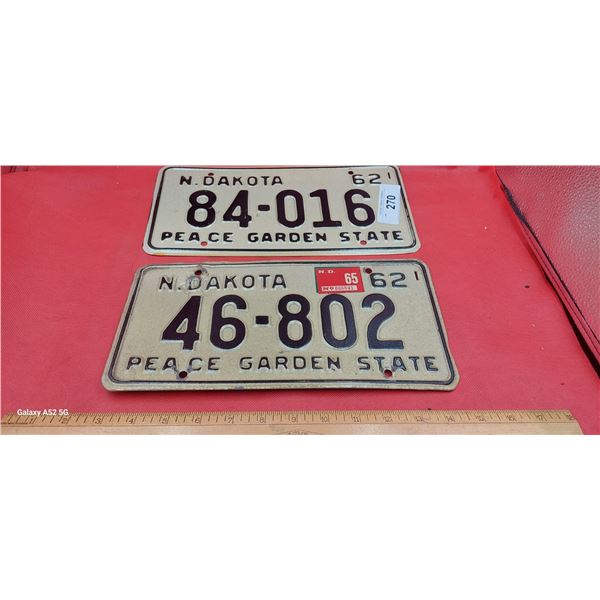 N.DAKOTA 62
84-016
270
PEACE GARDEN STATE
N.DAKOTA 62
N.D.
65
46-802
PEACE GARDEN STATE
Galaxy A52 5G